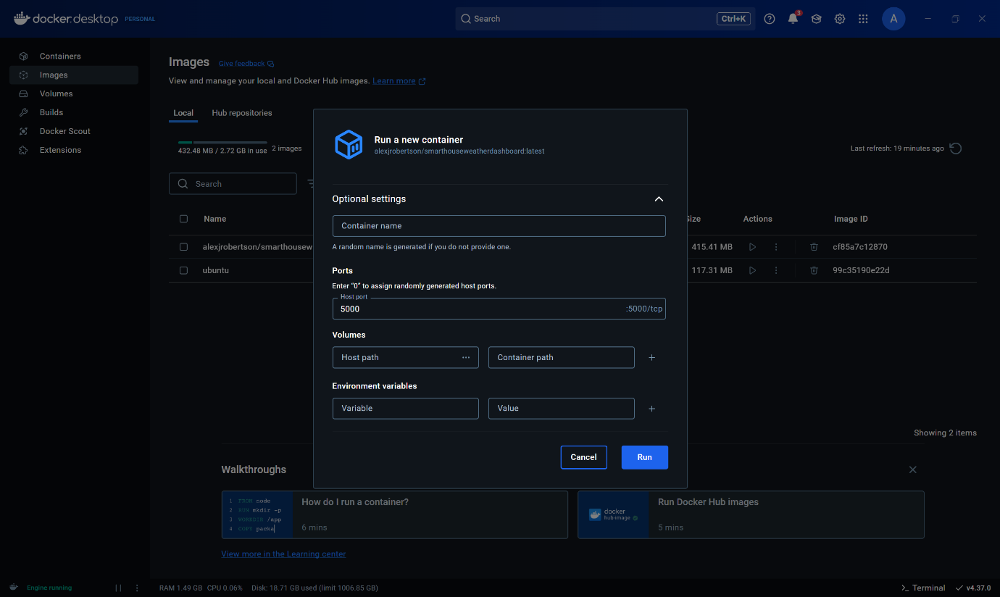 docker desktop PERSONAL
Search Ctrl+K
3
A
Containers
Images
Volumes
Builds
Docker Scout
Extensions
Images Give feedback
View and manage your local and Docker Hub images. Learn more
Local Hub repositories
432.48 MB / 2.72 GB in use 2 images
Last refresh: 19 minutes ago
Search
Name Size Actions Image ID
alexjrobertson/smarthousew 415.41 MB cf85a7c12870
ubuntu 117.31 MB 99c35190e22d
Showing 2 items
Run a new container
alexjrobertson/smarthouseweatherdashboard:latest
Optional settings
Container name
A random name is generated if you do not provide one.
Ports
Enter “0” to assign randomly generated host ports.
Host port
5000 :5000/tcp
Volumes
Host path ... Container path +
Environment variables
Variable Value +
Cancel Run
Walkthroughs
1 FROM node
2 RUN mkdir -p
3 WORKDIR /app
4 COPY packa
How do I run a container?
6 mins
docker
hub-image
Run Docker Hub images
5 mins
View more in the Learning center
Engine running RAM 1.49 GB CPU 0.06% Disk: 18.71 GB used (limit 1006.85 GB) >_ Terminal v4.37.0